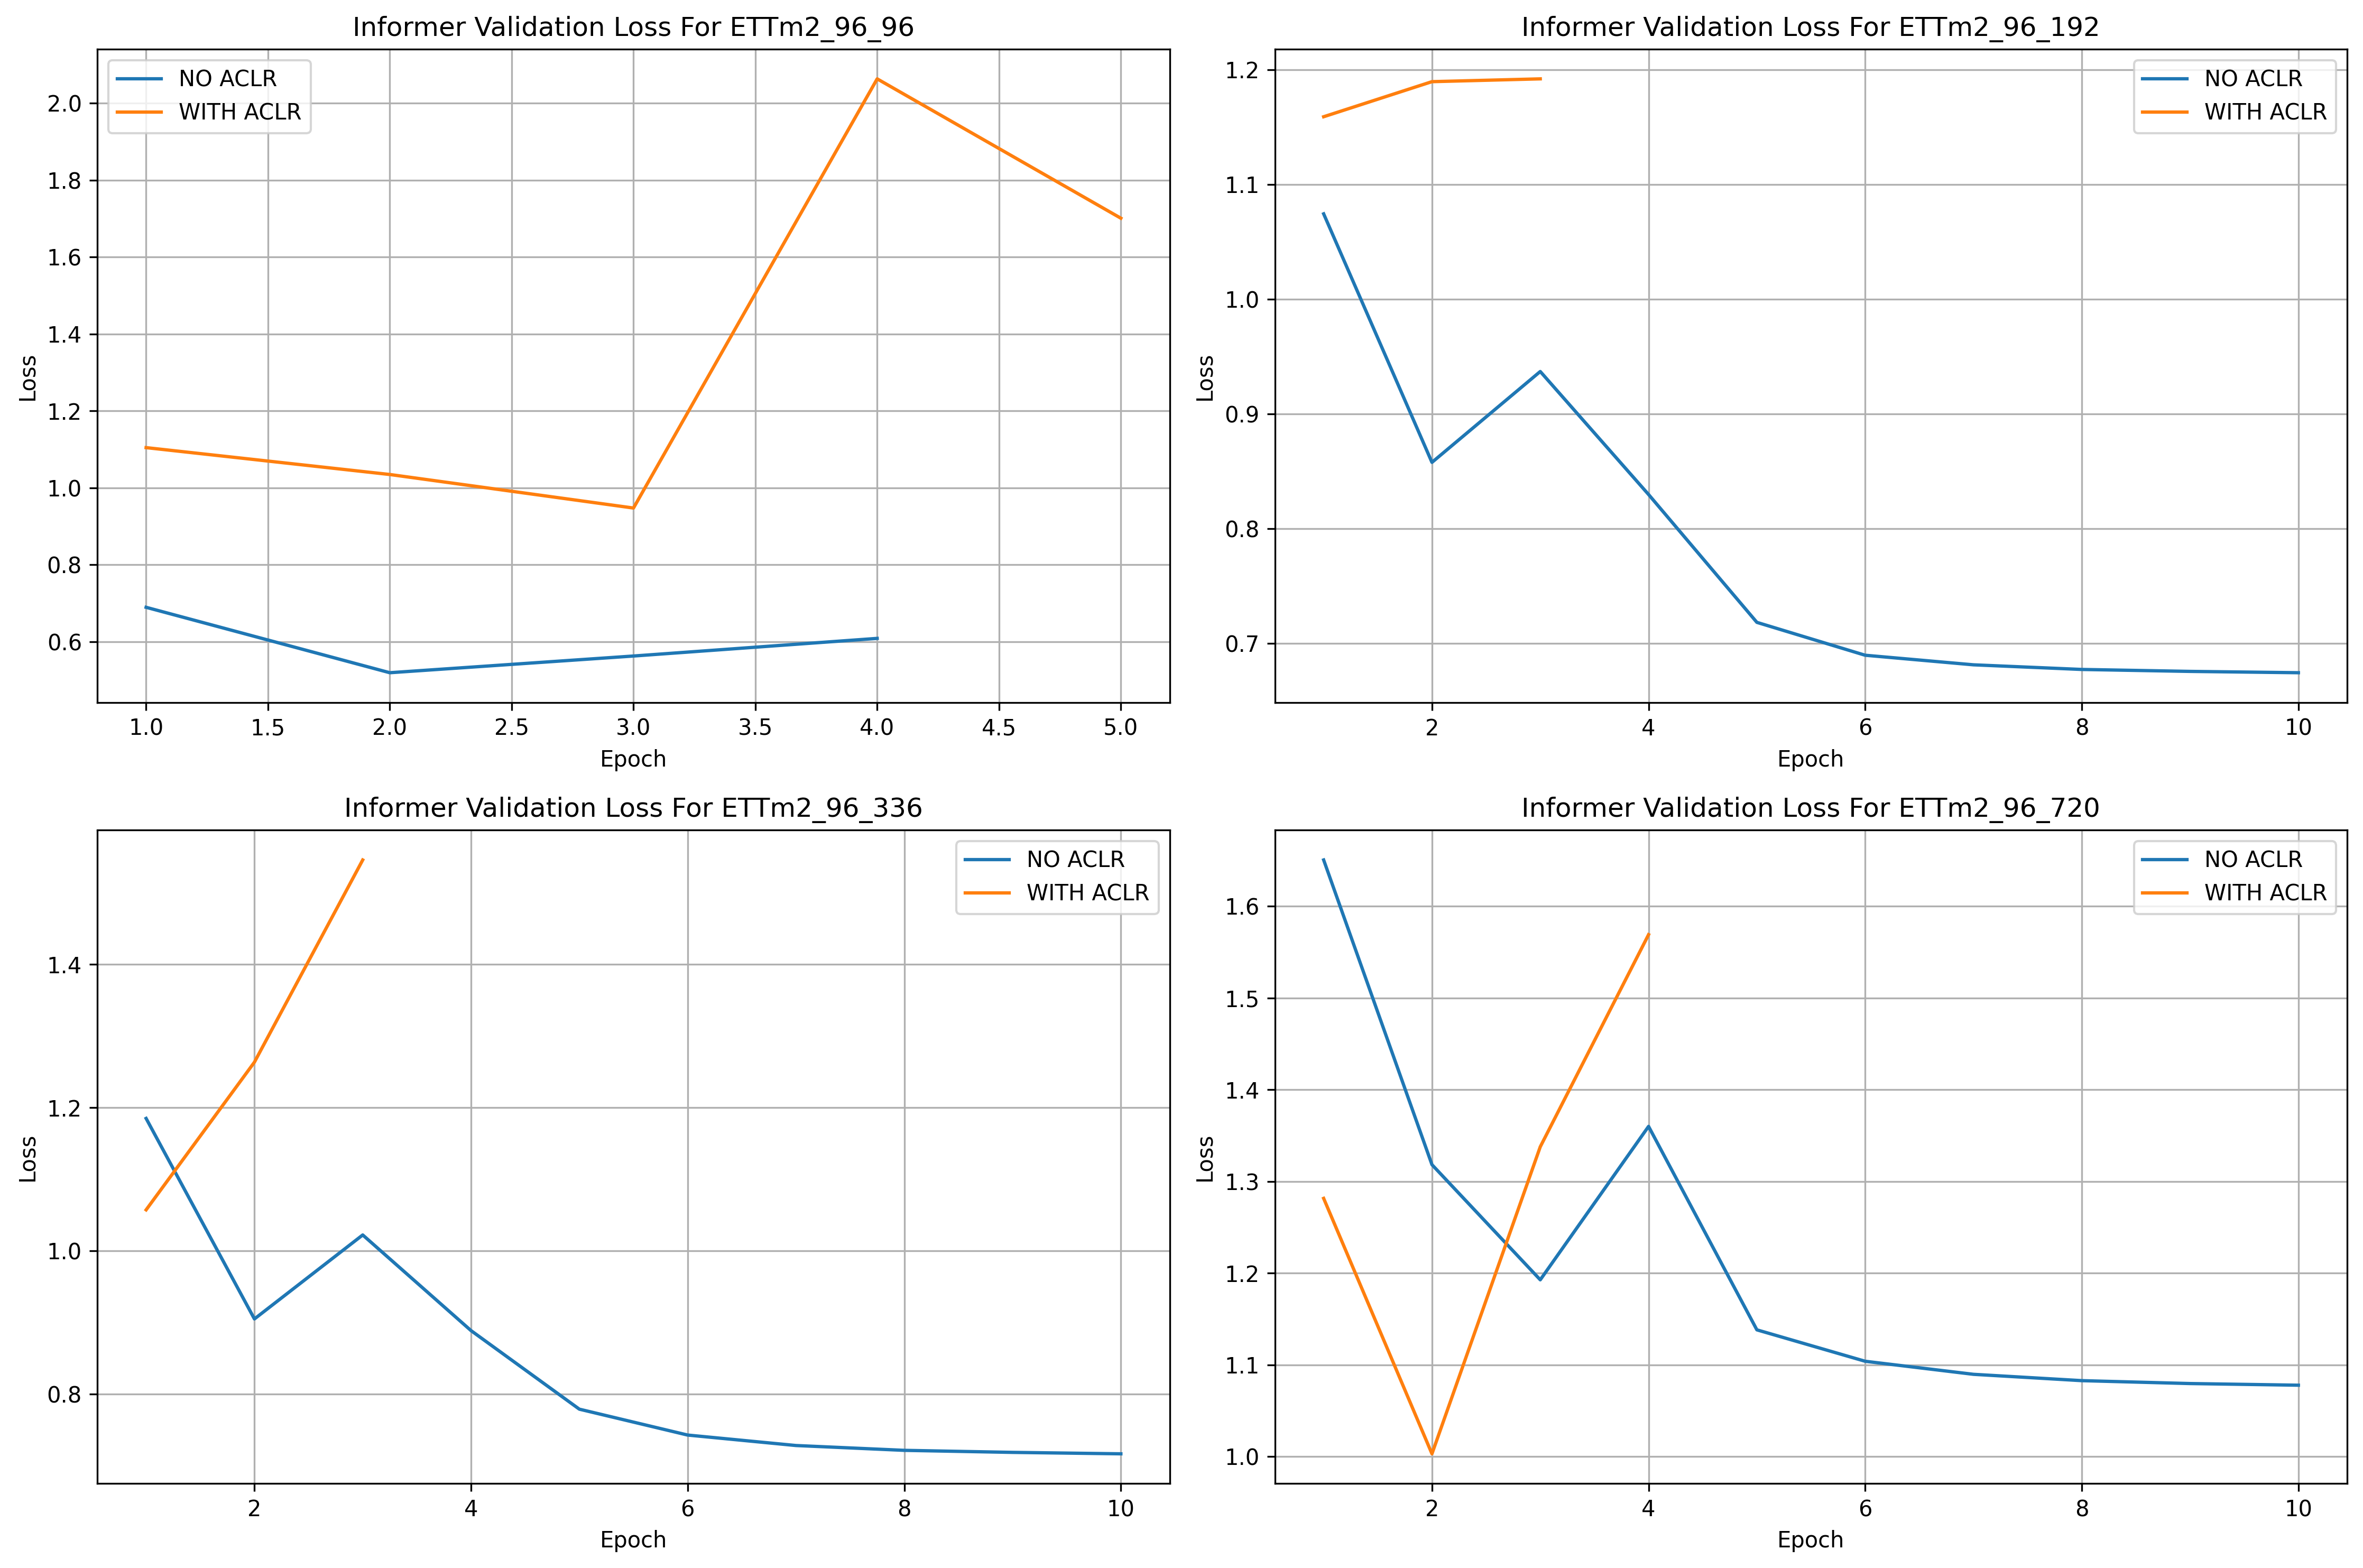 Informer Validation Loss For ETTm2_96_96
NO ACLR
WITH ACLR
2.0
1.8
1.6
1.4
1.2
1.0
0.8
0.6
Loss
1.0 1.5 2.0 2.5 3.0 3.5 4.0 4.5 5.0
Epoch
Informer Validation Loss For ETTm2_96_192
NO ACLR
WITH ACLR
1.2
1.1
1.0
0.9
0.8
0.7
Loss
2 4 6 8 10
Epoch
Informer Validation Loss For ETTm2_96_336
NO ACLR
WITH ACLR
1.4
1.2
1.0
0.8
Loss
2 4 6 8 10
Epoch
Informer Validation Loss For ETTm2_96_720
NO ACLR
WITH ACLR
1.6
1.5
1.4
1.3
1.2
1.1
1.0
Loss
2 4 6 8 10
Epoch